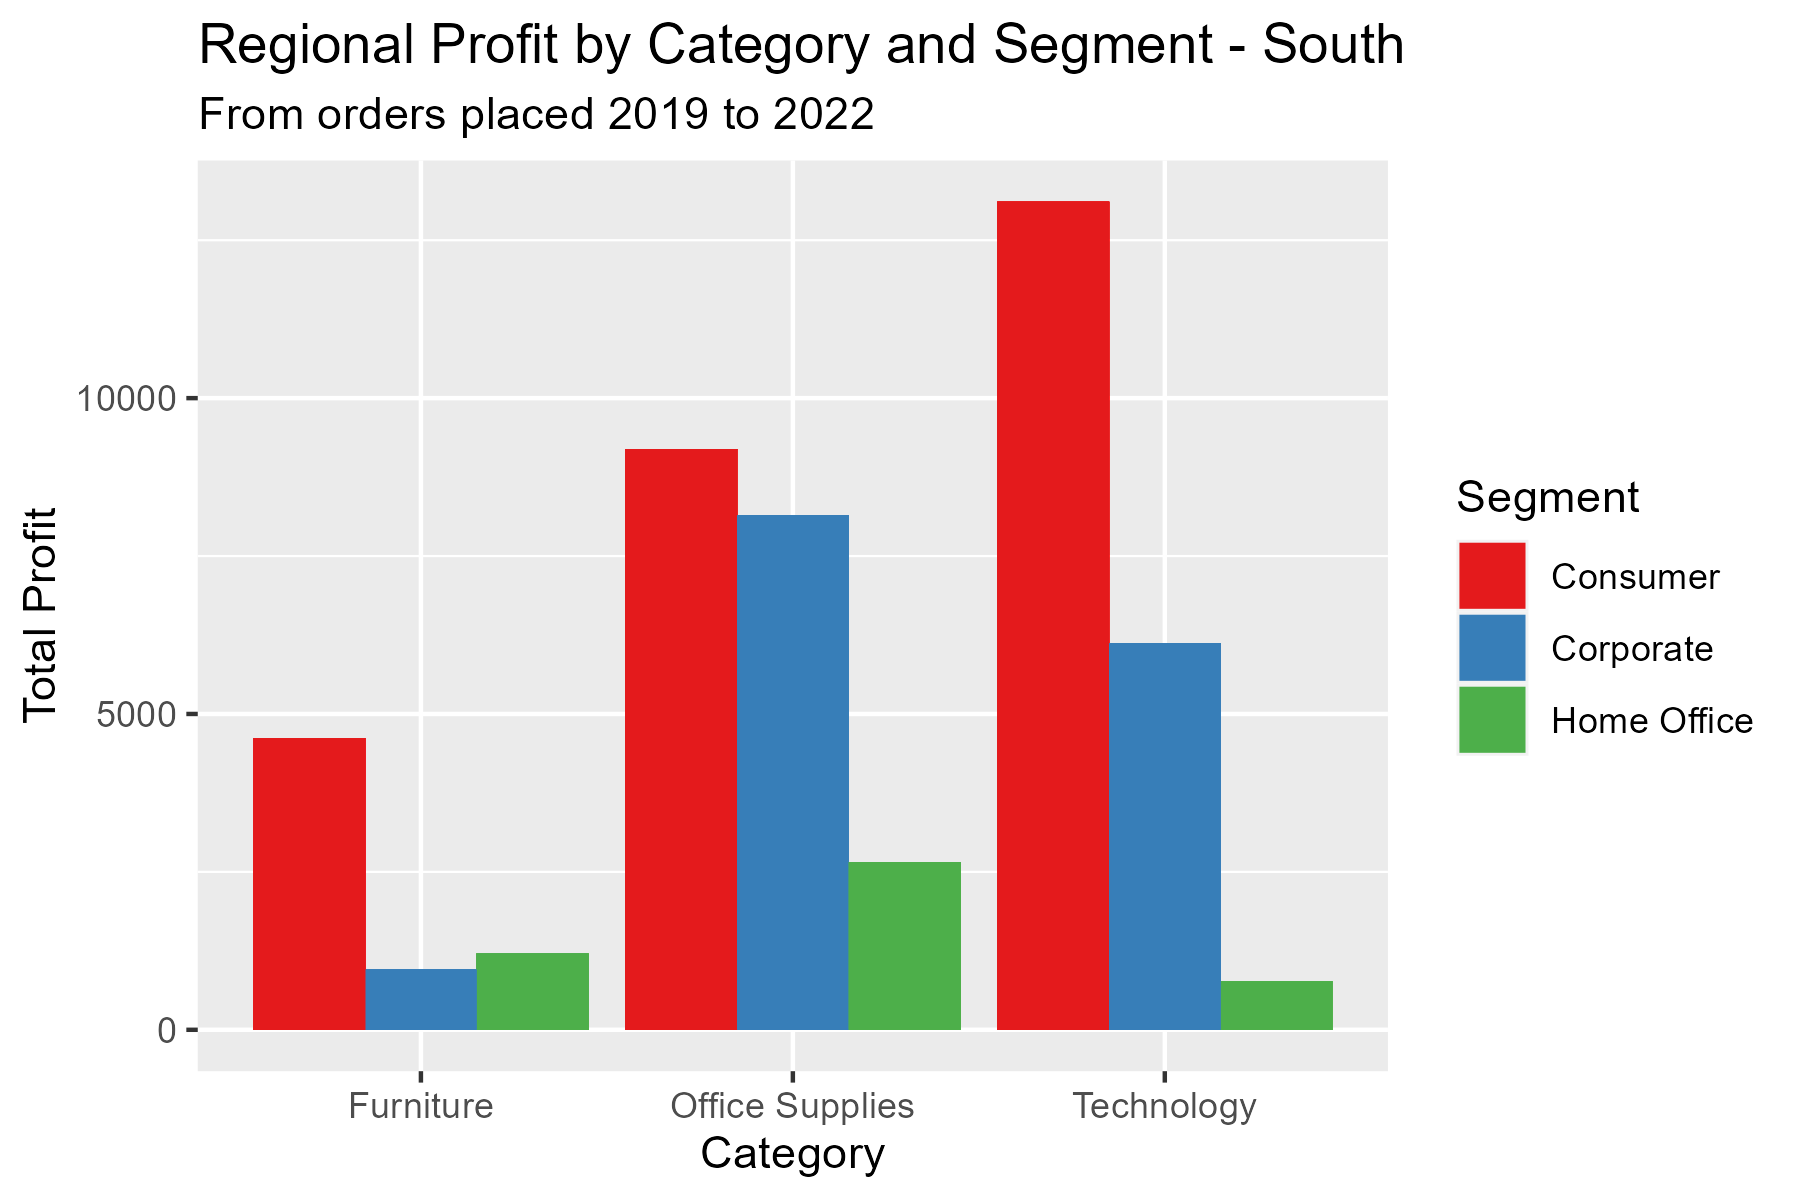 Regional Profit by Category and Segment - South
From orders placed 2019 to 2022
Total Profit
10000
5000
0
Furniture
Office Supplies
Technology
Category
Segment
Consumer
Corporate
Home Office